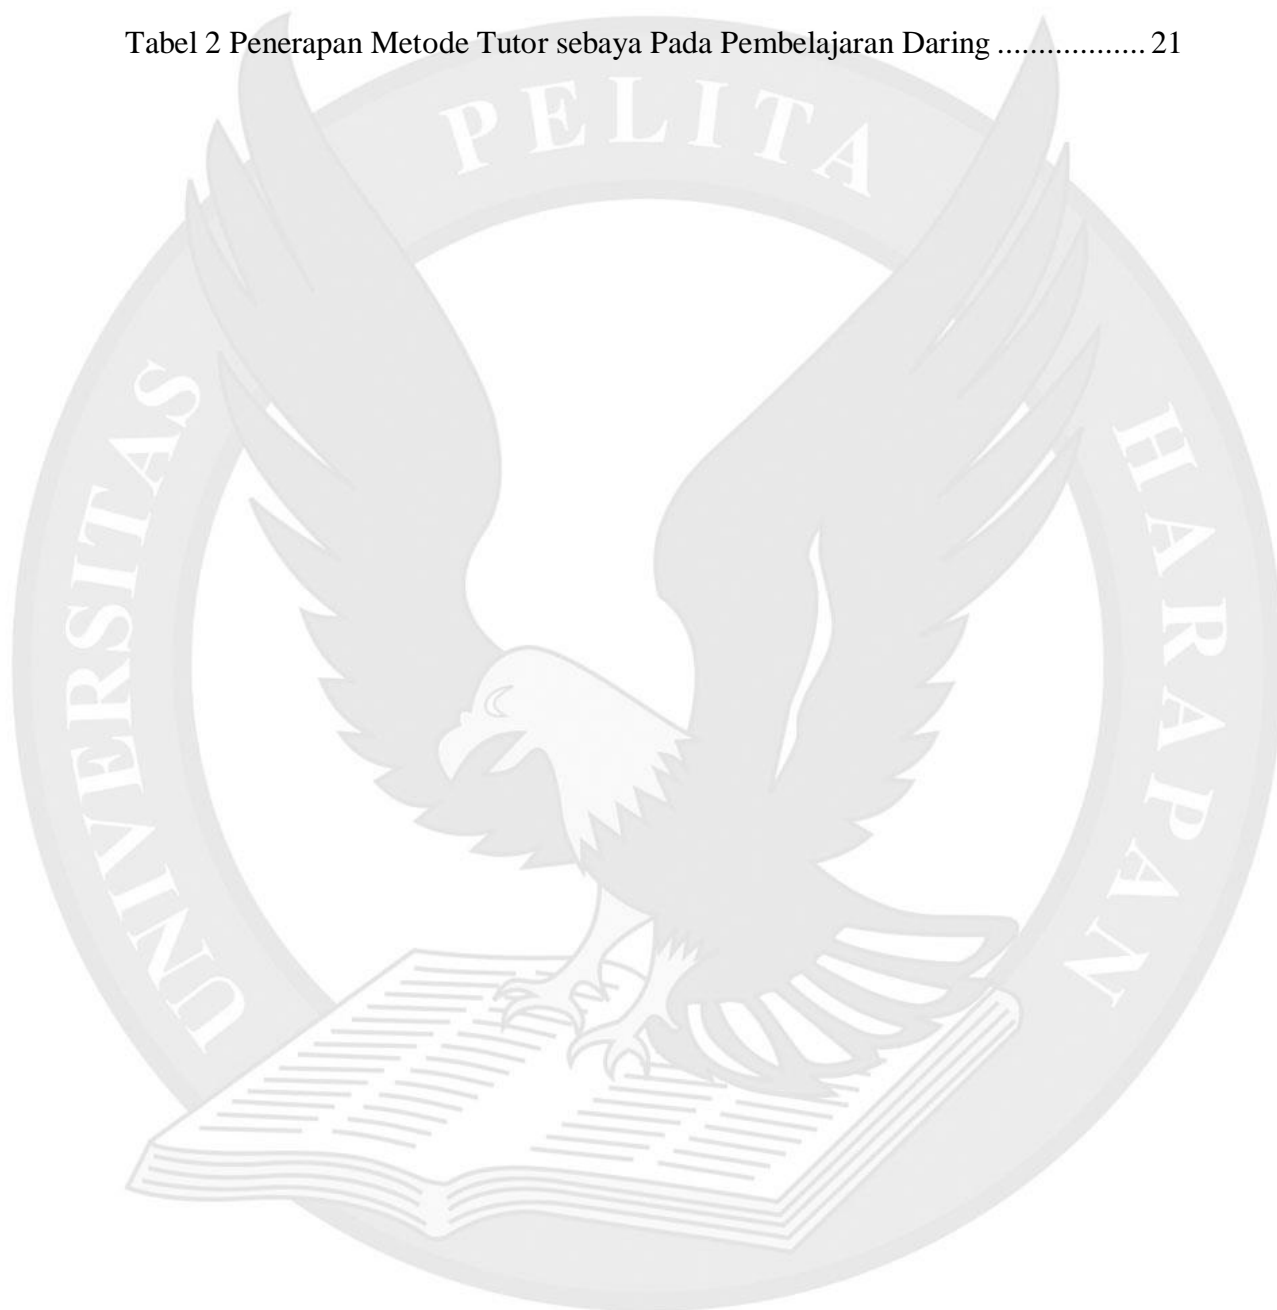 Tabel 2 Penerapan Metode Tutor sebaya Pada Pembelajaran Daring .................. 21
UNIVERSITAS PELITA HARAPAN